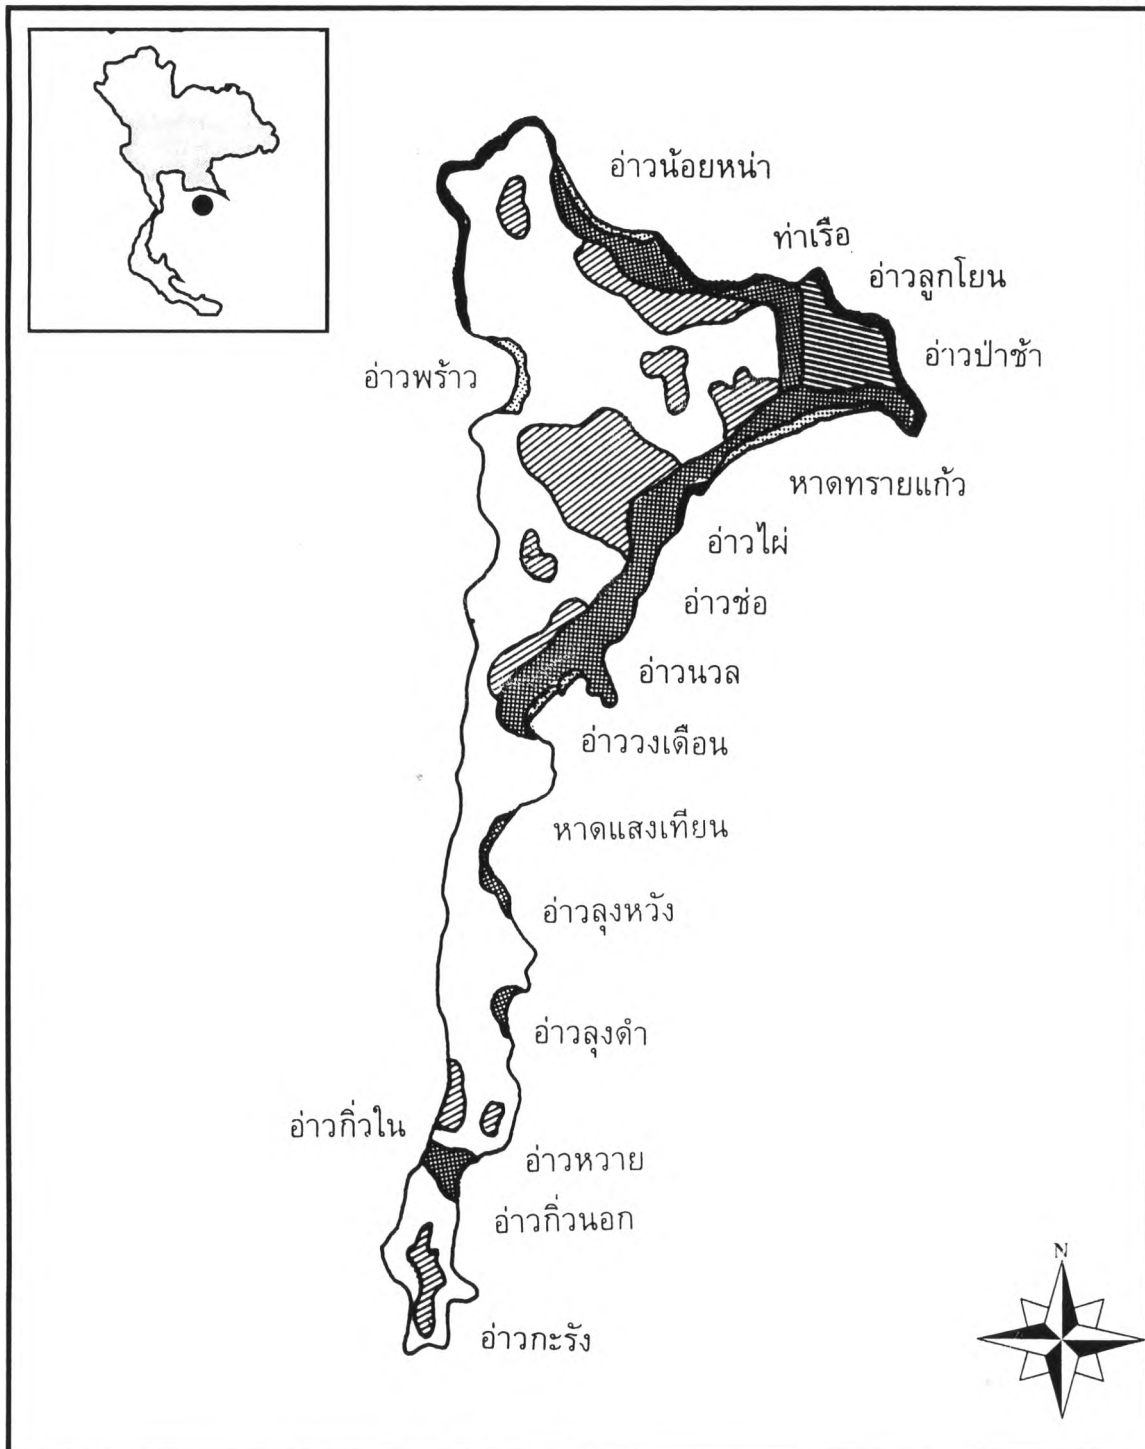 อ่าวน้อยหน่า
ท่าเรือ
อ่าวลูกโยน
อ่าวป่าช้า
อ่าวพร้าว
หาดทรายแก้ว
อ่าวไผ่
อ่าวช่อ
อ่าวนวล
อ่าววงเดือน
หาดแสงเทียน
อ่าวลุงหวัง
อ่าวลุงดำ
อ่าวกิ่วใน
อ่าวหวาย
อ่าวกิ่วนอก
N
อ่าวกะรัง